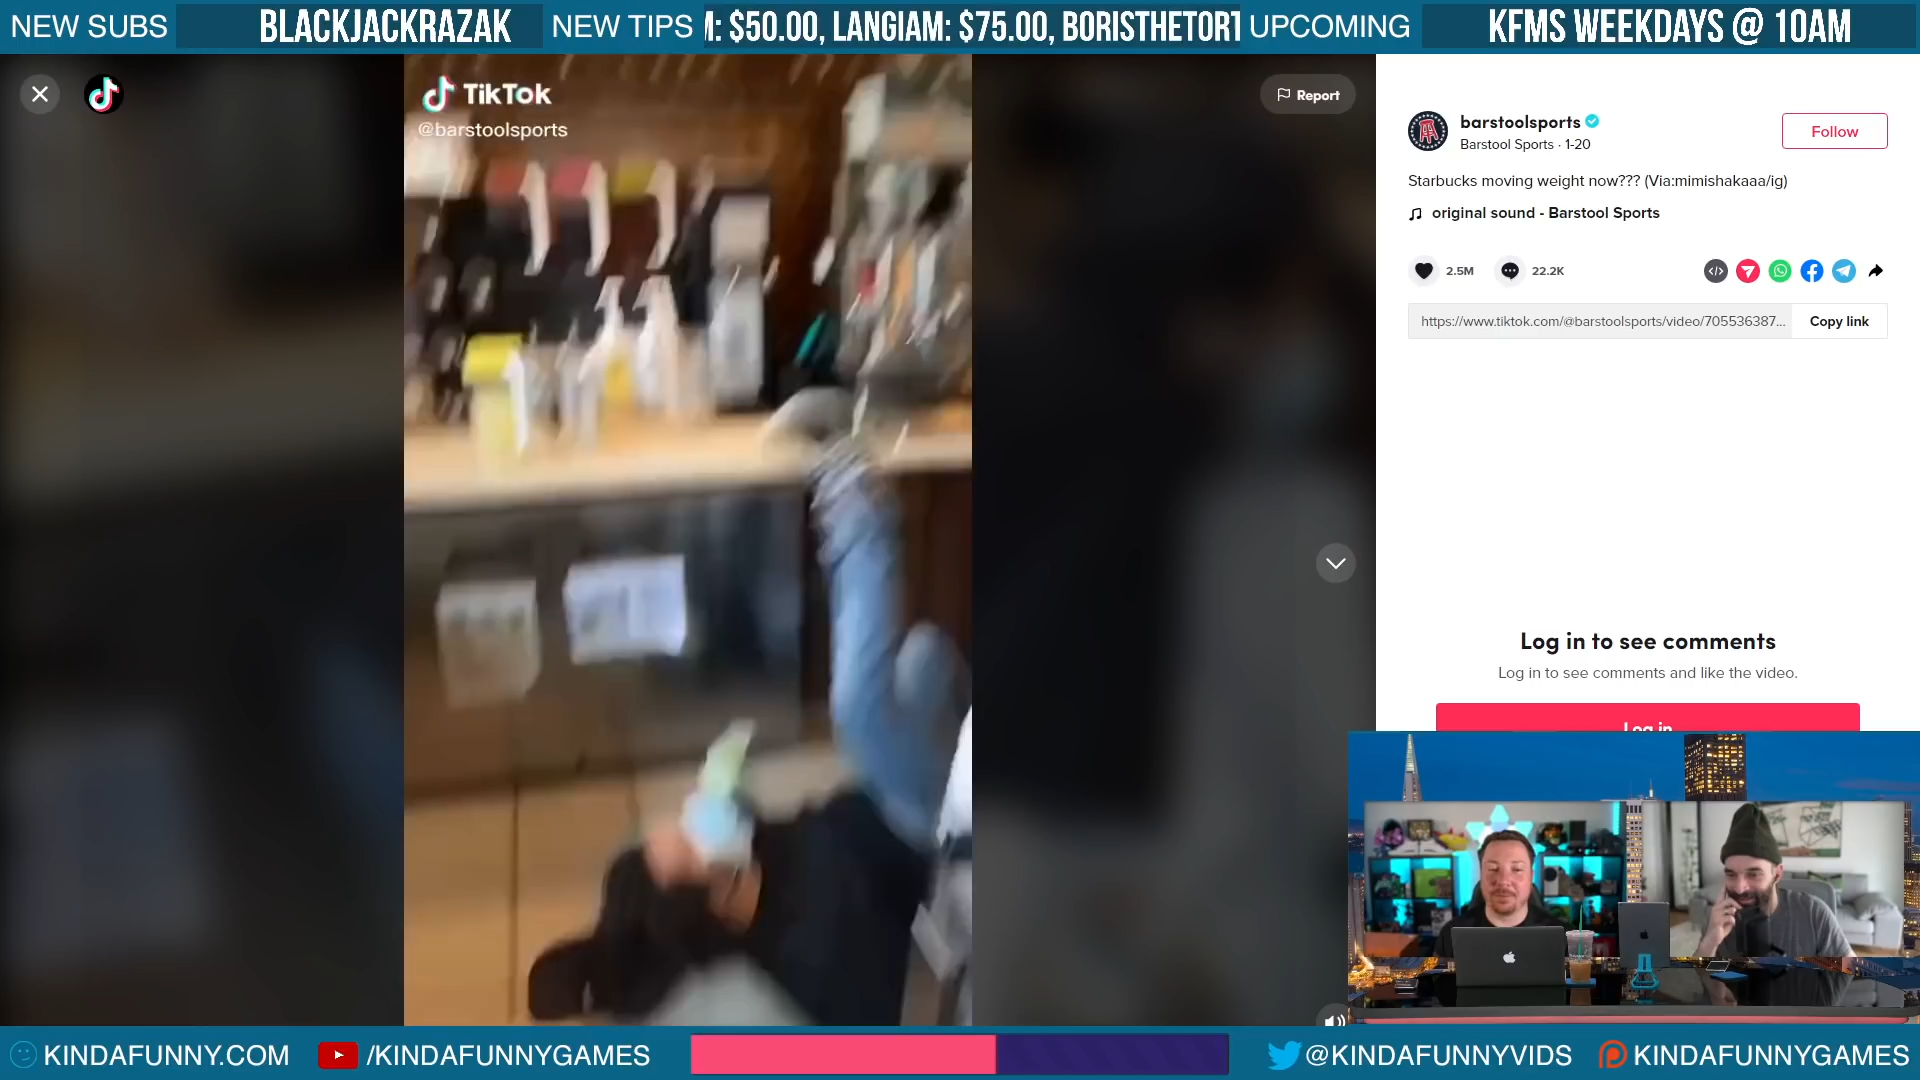 NEW SUBS
BLACKJACKRAZAK
NEW TIPS
: $50.00, LANGIAM: $75.00, BORISTHETORT
UPCOMING
KFMS WEEKDAYS @ 10AM
TikTok
@barstoolsports
Report
barstoolsports
Barstool Sports · 1-20
Follow
Starbucks moving weight now??? (Via:mimishakaaa/ig)
original sound - Barstool Sports
2.5M
22.2K
https://www.tiktok.com/@barstoolsports/video/705536387...
Copy link
Log in to see comments
Log in to see comments and like the video.
Log in
KINDAFUNNY.COM
/KINDAFUNNYGAMES
@KINDAFUNNYVIDS
KINDAFUNNYGAMES